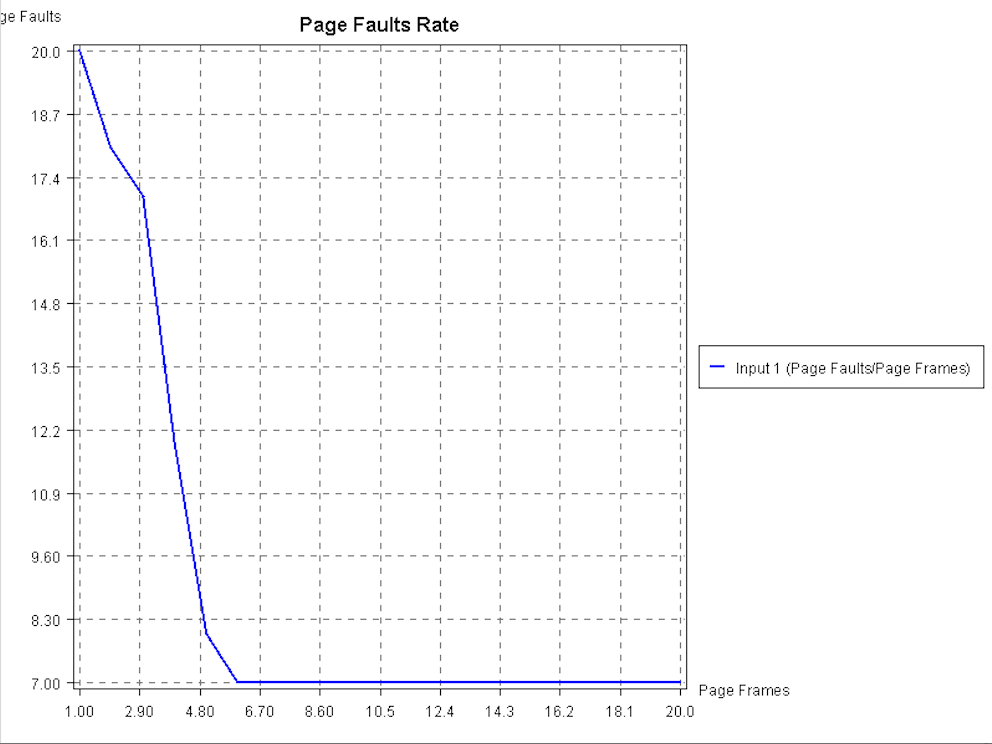 ge Faults
Page Faults Rate
20.0
18.7
17.4
16.1
14.8
13.5
12.2
10.9
9.60
8.30
7.00
Input 1 (Page Faults/Page Frames)
Page Frames
1.00 2.90 4.80 6.70 8.60 10.5 12.4 14.3 16.2 18.1 20.0